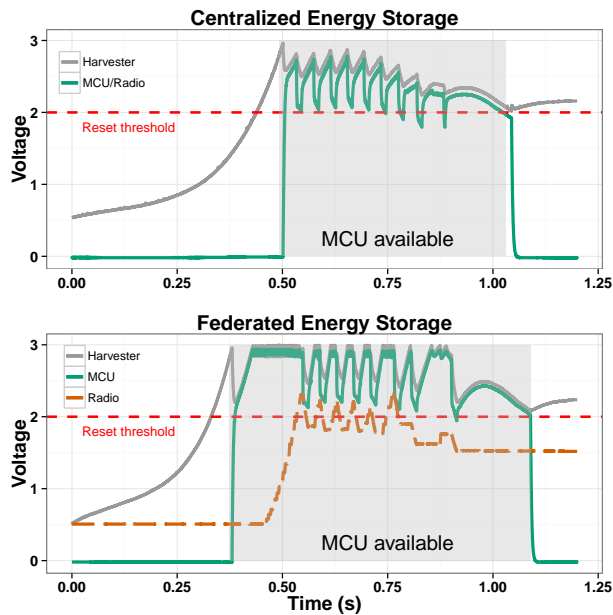 Centralized Energy Storage
3
2
1
0
Voltage
Harvester
MCU/Radio
Reset threshold
MCU available
0.00 0.25 0.50 0.75 1.00 1.25
Federated Energy Storage
3
2
1
0
Voltage
Harvester
MCU
Radio
Reset threshold
MCU available
0.00 0.25 0.50 0.75 1.00 1.25
Time (s)